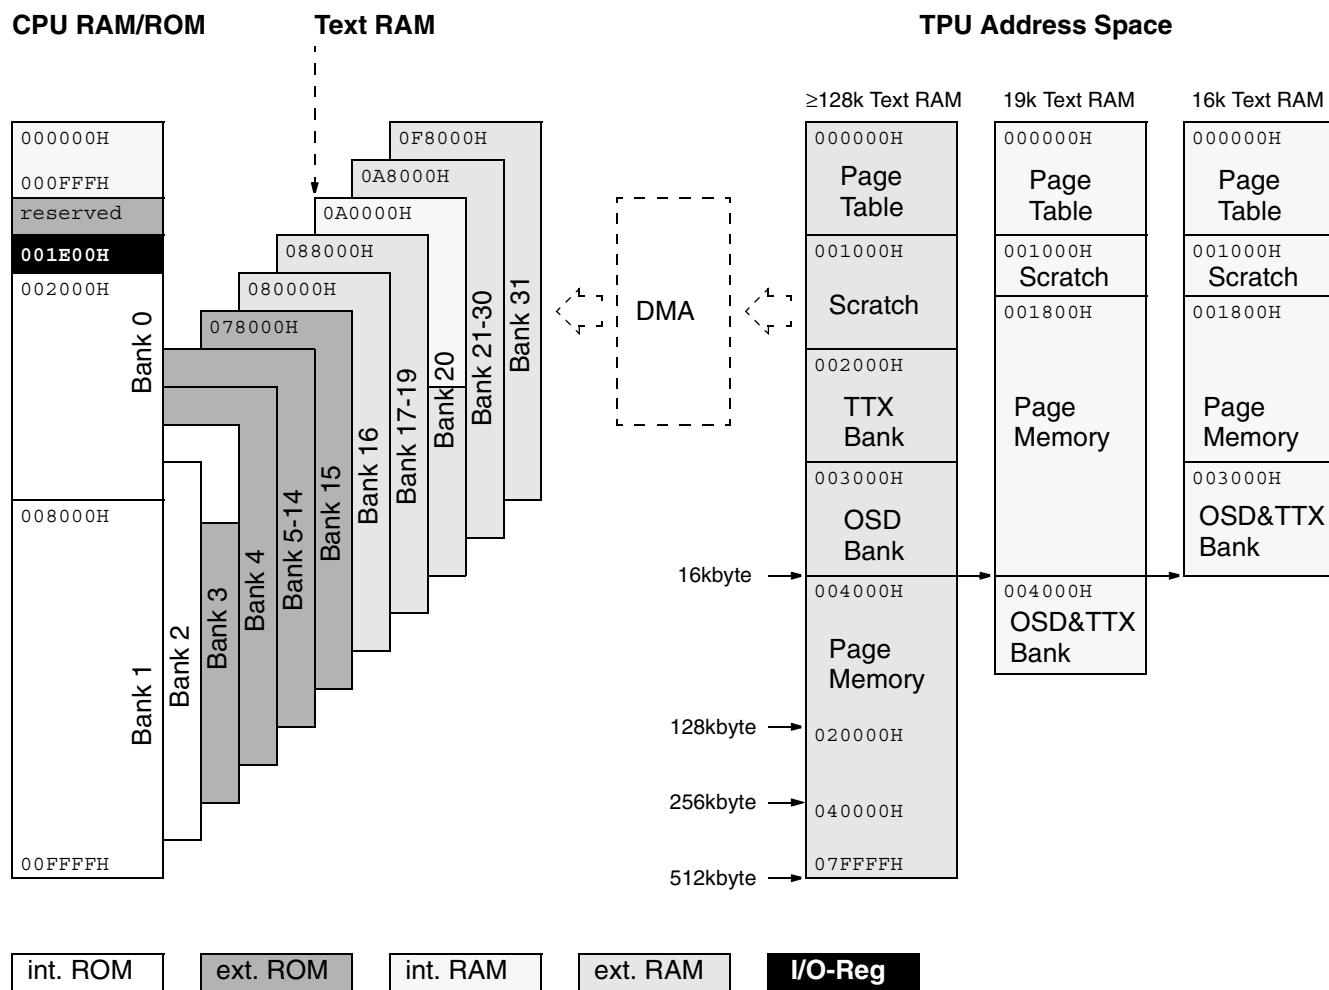 CPU RAM/ROM
Text RAM
TPU Address Space
≥128k Text RAM
19k Text RAM
16k Text RAM
000000H
000FFFH
reserved
001E00H
002000H
Bank 0
008000H
Bank 1
00FFFFH
Bank 2
Bank 3
Bank 4
Bank 5-14
078000H
Bank 15
080000H
Bank 16
088000H
Bank 17-19
0A0000H
Bank 20
0A8000H
Bank 21-30
0F8000H
Bank 31
DMA
000000H
Page
Table
001000H
Scratch
002000H
TTX
Bank
003000H
OSD
Bank
16kbyte
004000H
Page
Memory
128kbyte
020000H
256kbyte
040000H
07FFFFH
512kbyte
000000H
Page
Table
001000H
Scratch
001800H
Page
Memory
004000H
OSD&TTX
Bank
000000H
Page
Table
001000H
Scratch
001800H
Page
Memory
003000H
OSD&TTX
Bank
int. ROM
ext. ROM
int. RAM
ext. RAM
I/O-Reg